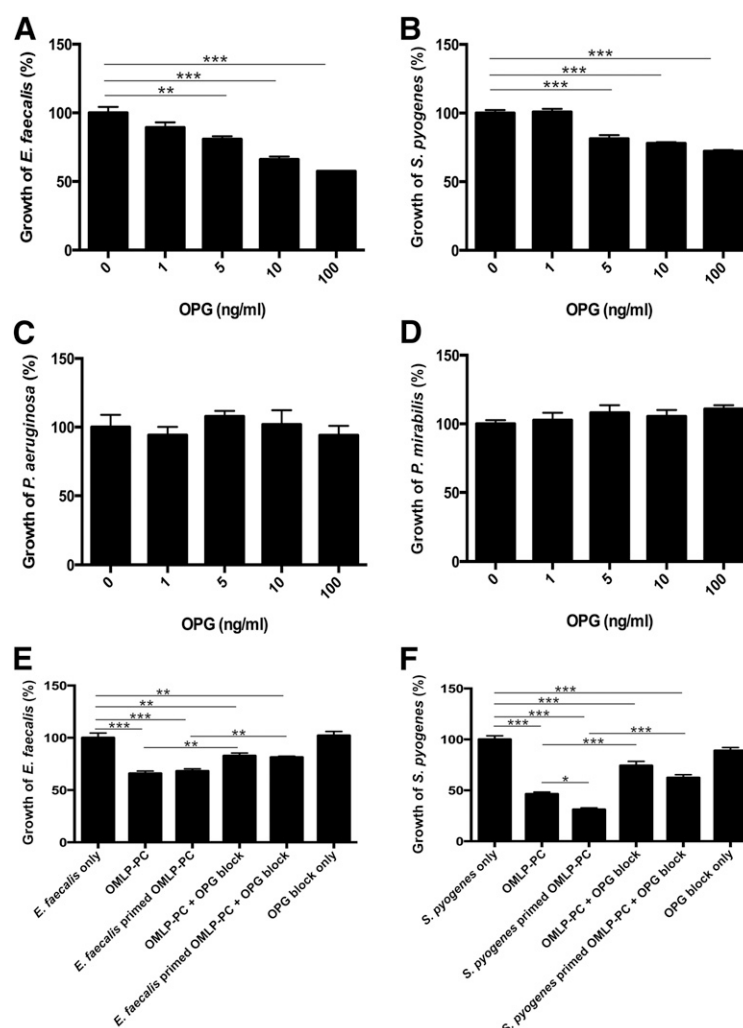 A
Growth of E. faecalis (%)
150
100
50
0
***
***
**
0 1 5 10 100
OPG (ng/ml)
B
Growth of S. pyogenes (%)
150
100
50
0
***
***
***
0 1 5 10 100
OPG (ng/ml)
C
Growth of P. aeruginosa (%)
150
100
50
0
0 1 5 10 100
OPG (ng/ml)
D
Growth of P. mirabilis (%)
150
100
50
0
0 1 5 10 100
OPG (ng/ml)
E
Growth of E. faecalis (%)
150
100
50
0
**
**
***
**
***
**
E. faecalis only
OMLP-PC
E. faecalis primed OMLP-PC
OMLP-PC + OPG block
E. faecalis primed OMLP-PC + OPG block
OPG block only
F
Growth of S. pyogenes (%)
150
100
50
0
***
***
***
***
***
***
*
S. pyogenes only
OMLP-PC
S. pyogenes primed OMLP-PC
OMLP-PC + OPG block
S. pyogenes primed OMLP-PC + OPG block
OPG block only